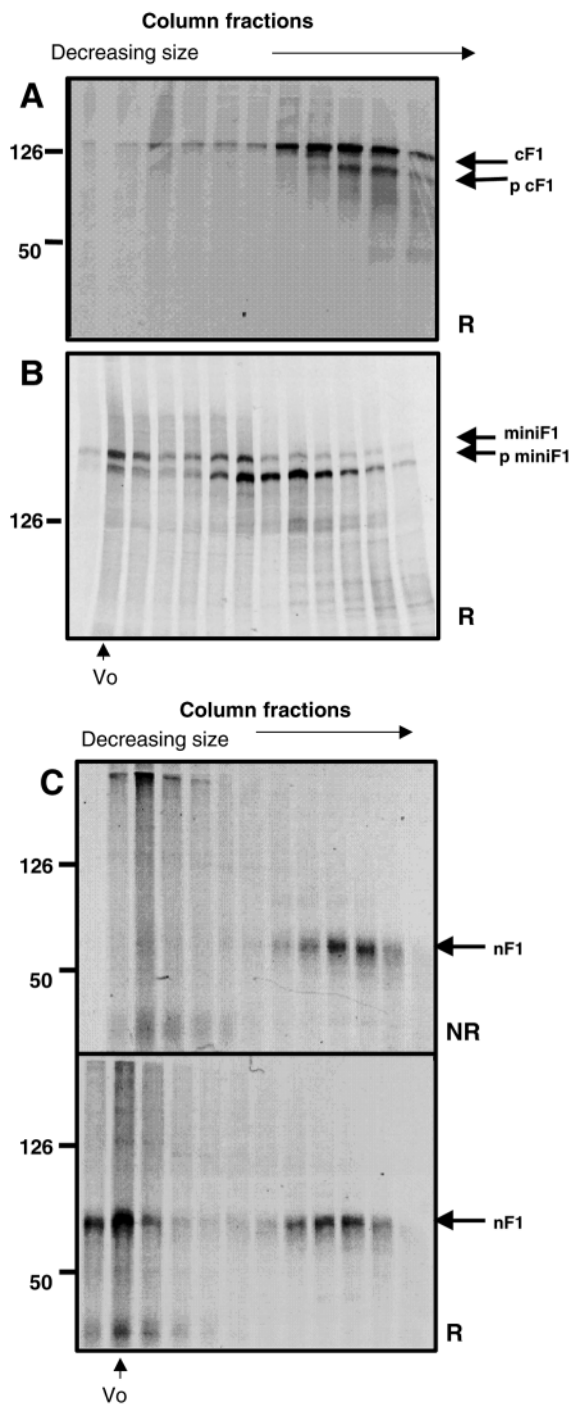 Column fractions
Decreasing size
A
126
cF1
p cF1
50
R
B
miniF1
p miniF1
126
R
Vo
Column fractions
Decreasing size
C
126
nF1
50
NR
126
nF1
50
R
Vo